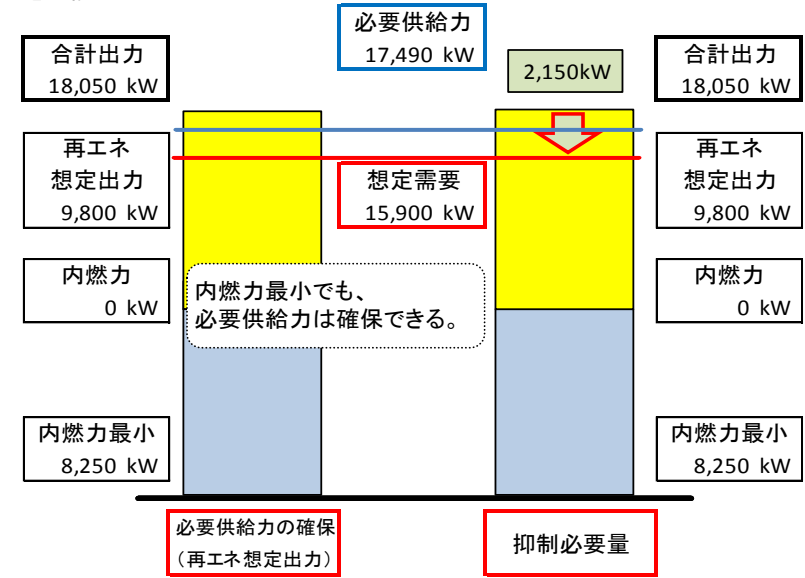 必要供給力
17,490 kW
合計出力
18,050 kW
2,150kW
合計出力
18,050 kW
再エネ
想定出力
9,800 kW
想定需要
15,900 kW
再エネ
想定出力
9,800 kW
内燃力
0 kW
内燃力最小でも、
必要供給力は確保できる。
内燃力
0 kW
内燃力最小
8,250 kW
内燃力最小
8,250 kW
必要供給力の確保
（再エネ想定出力）
抑制必要量